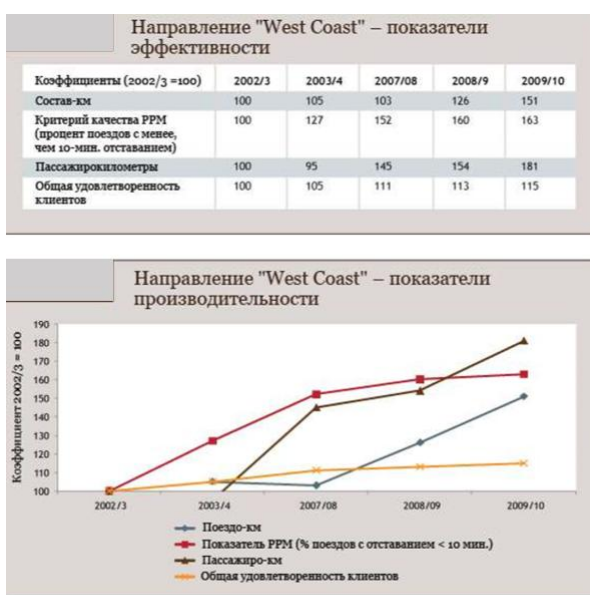 Направление "West Coast" – показатели
эффективности
Коэффициенты (2002/3 =100) 2002/3 2003/4 2007/08 2008/9 2009/10
Состав-км 100 105 103 126 151
Критерий качества PPM 100 127 152 160 163
(процент поездов с менее,
чем 10-мин. отставанием)
Пассажирокилометры 100 95 145 154 181
Общая удовлетворенность 100 105 111 113 115
клиентов
Направление "West Coast" – показатели
производительности
Коэффициент 2002/3 = 100
190
180
170
160
150
140
130
120
110
100
2002/3 2003/4 2007/08 2008/09 2009/10
Поездо-км
Показатель PPM (% поездов с отставанием < 10 мин.)
Пассажиро-км
Общая удовлетворенность клиентов